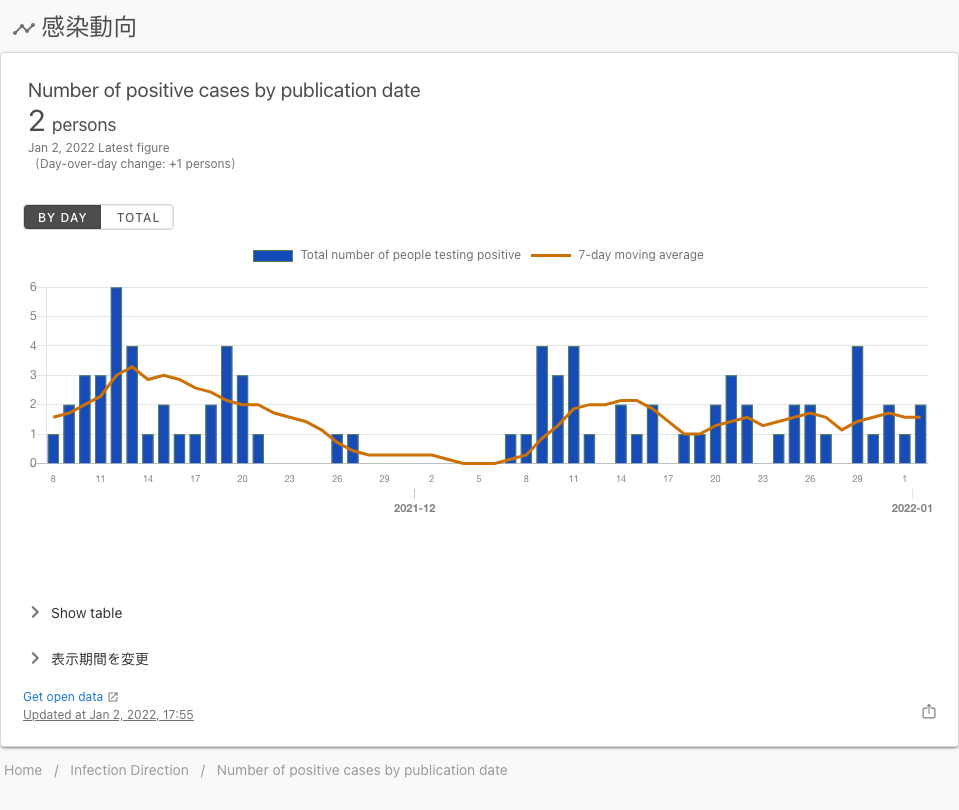 感染動向
Number of positive cases by publication date
2 persons
Jan 2, 2022 Latest figure
(Day-over-day change: +1 persons)
BY DAY TOTAL
Total number of people testing positive 7-day moving average
6
5
4
3
2
1
0
8 11 14 17 20 23 26 29 2 5 8 11 14 17 20 23 26 29 1
2021-12 2022-01
Show table
表示期間を変更
Get open data
Updated at Jan 2, 2022, 17:55
Home / Infection Direction / Number of positive cases by publication date